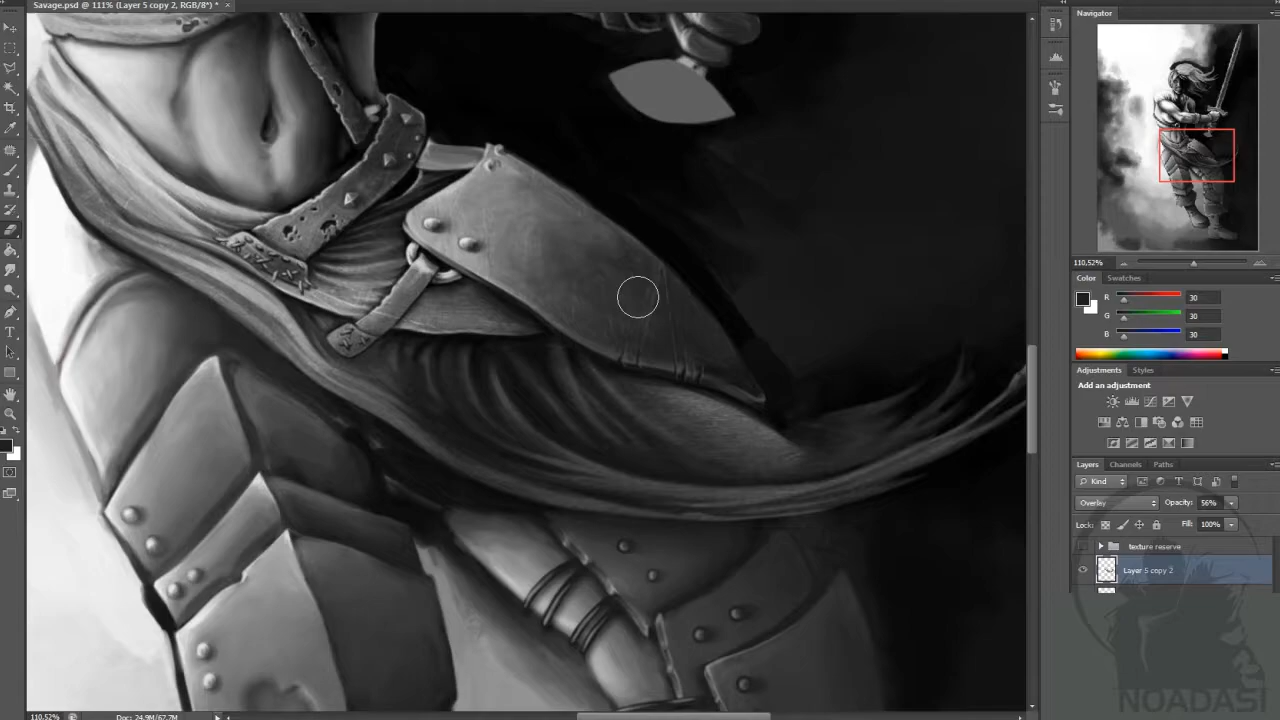 Savage.psd @ 111% (Layer 5 copy 2, RGB/8*) * ×
Navigator
110.52%
Color Swatches
R 30
G 30
B 30
Adjustments Styles
Add an adjustment
Layers Channels Paths
Kind
Overlay Opacity: 56%
Lock: Fill: 100%
texture reserve
Layer 5 copy 2
NOADASI
110.52% Doc: 24.9M/67.7M